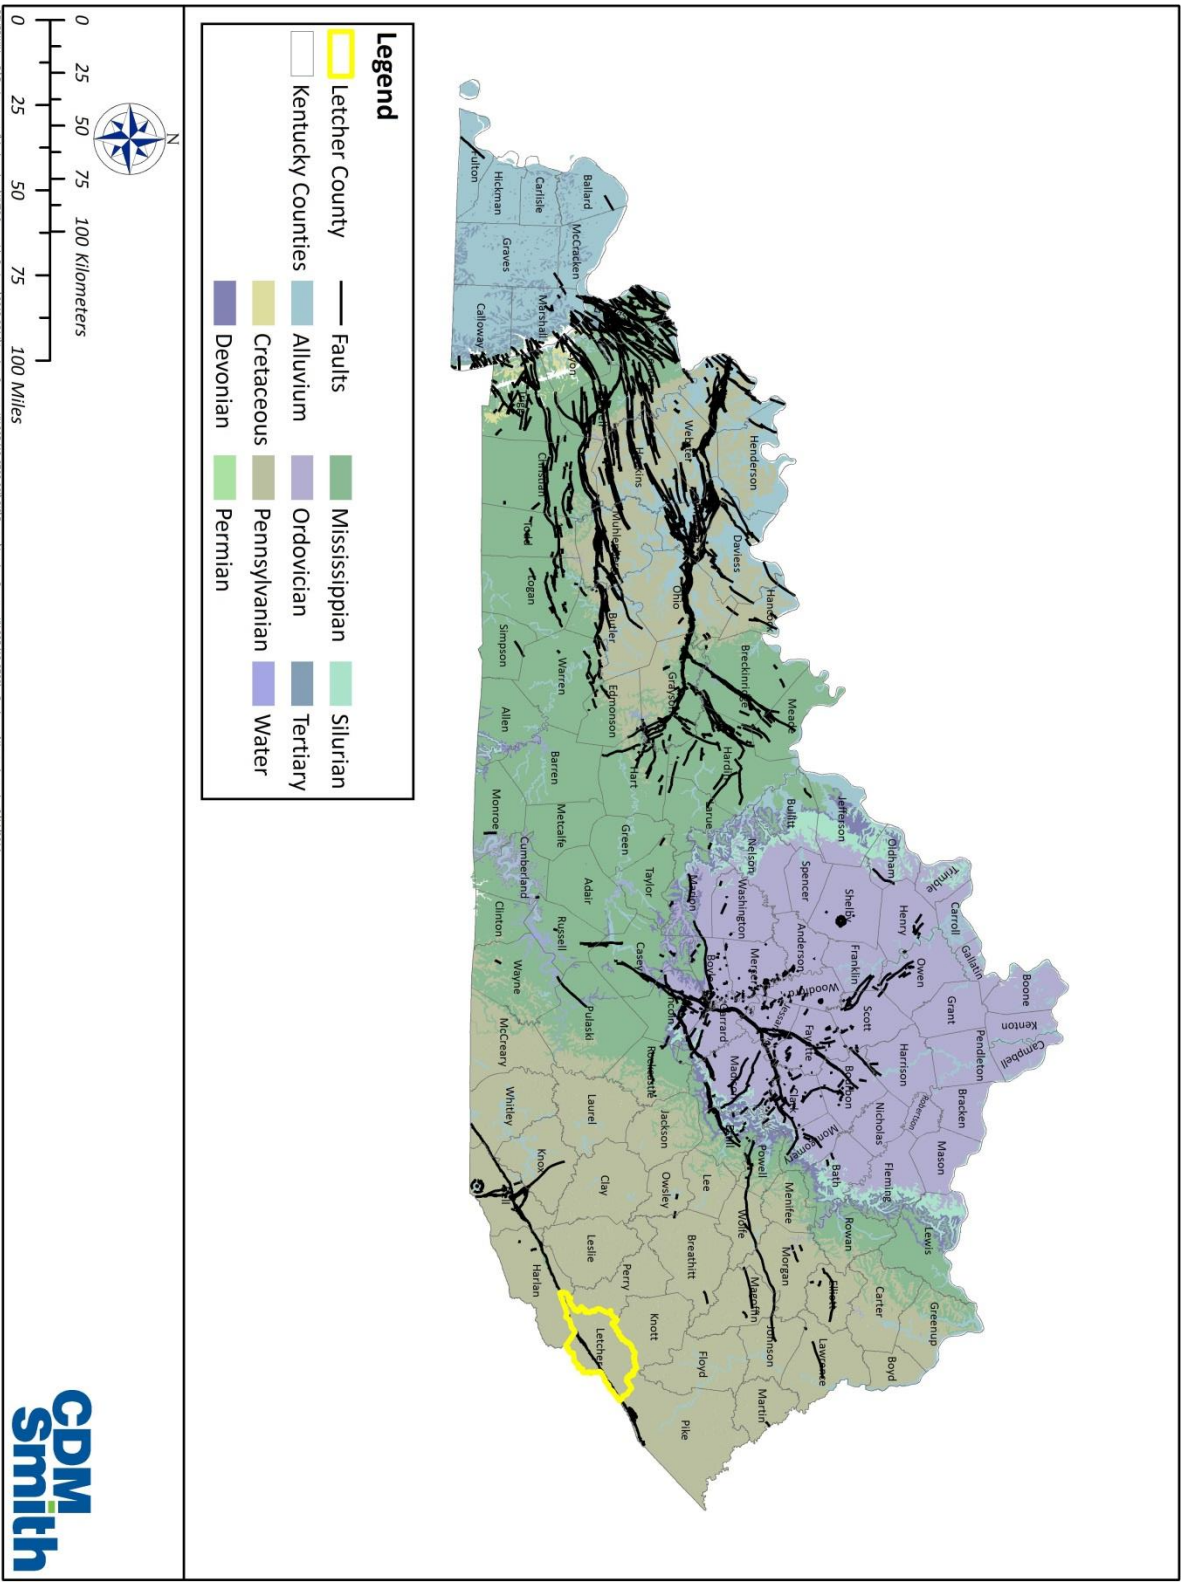 Legend
Letcher County
Kentucky Counties
Faults
Alluvium
Cretaceous
Devonian
Mississippian
Ordovician
Pennsylvanian
Permian
Silurian
Tertiary
Water
N
0 25 50 75 100 Kilometers
0 25 50 75 100 Miles
CDM
Smith
Boone
Kenton
Campbell
Gallatin
Carroll
Trimble
Grant
Pendleton
Bracken
Mason
Robertson
Owen
Henry
Oldham
Harrison
Nicholas
Fleming
Lewis
Greenup
Jefferson
Shelby
Franklin
Scott
Bourbon
Bath
Rowan
Carter
Boyd
Spencer
Anderson
Woodford
Fayette
Clark
Montgomery
Menifee
Morgan
Elliott
Lawrence
Bullitt
Nelson
Washington
Mercer
Garrard
Madison
Powell
Wolfe
Magoffin
Johnson
Martin
Meade
Breckinridge
Hancock
Daviess
Henderson
Webster
Ohio
Grayson
Hardin
Larue
Marion
Boyle
Lee
Owsley
Breathitt
Floyd
Pike
Hart
Green
Taylor
Casey
Rockcastle
Jackson
Clay
Leslie
Perry
Knott
Letcher
Butler
Edmonson
Barren
Metcalfe
Adair
Russell
Pulaski
Laurel
Knox
Harlan
Ballard
McCracken
Carlisle
Hickman
Fulton
Graves
Marshall
Calloway
Christian
Todd
Logan
Simpson
Warren
Allen
Monroe
Cumberland
Clinton
Wayne
McCreary
Whitley